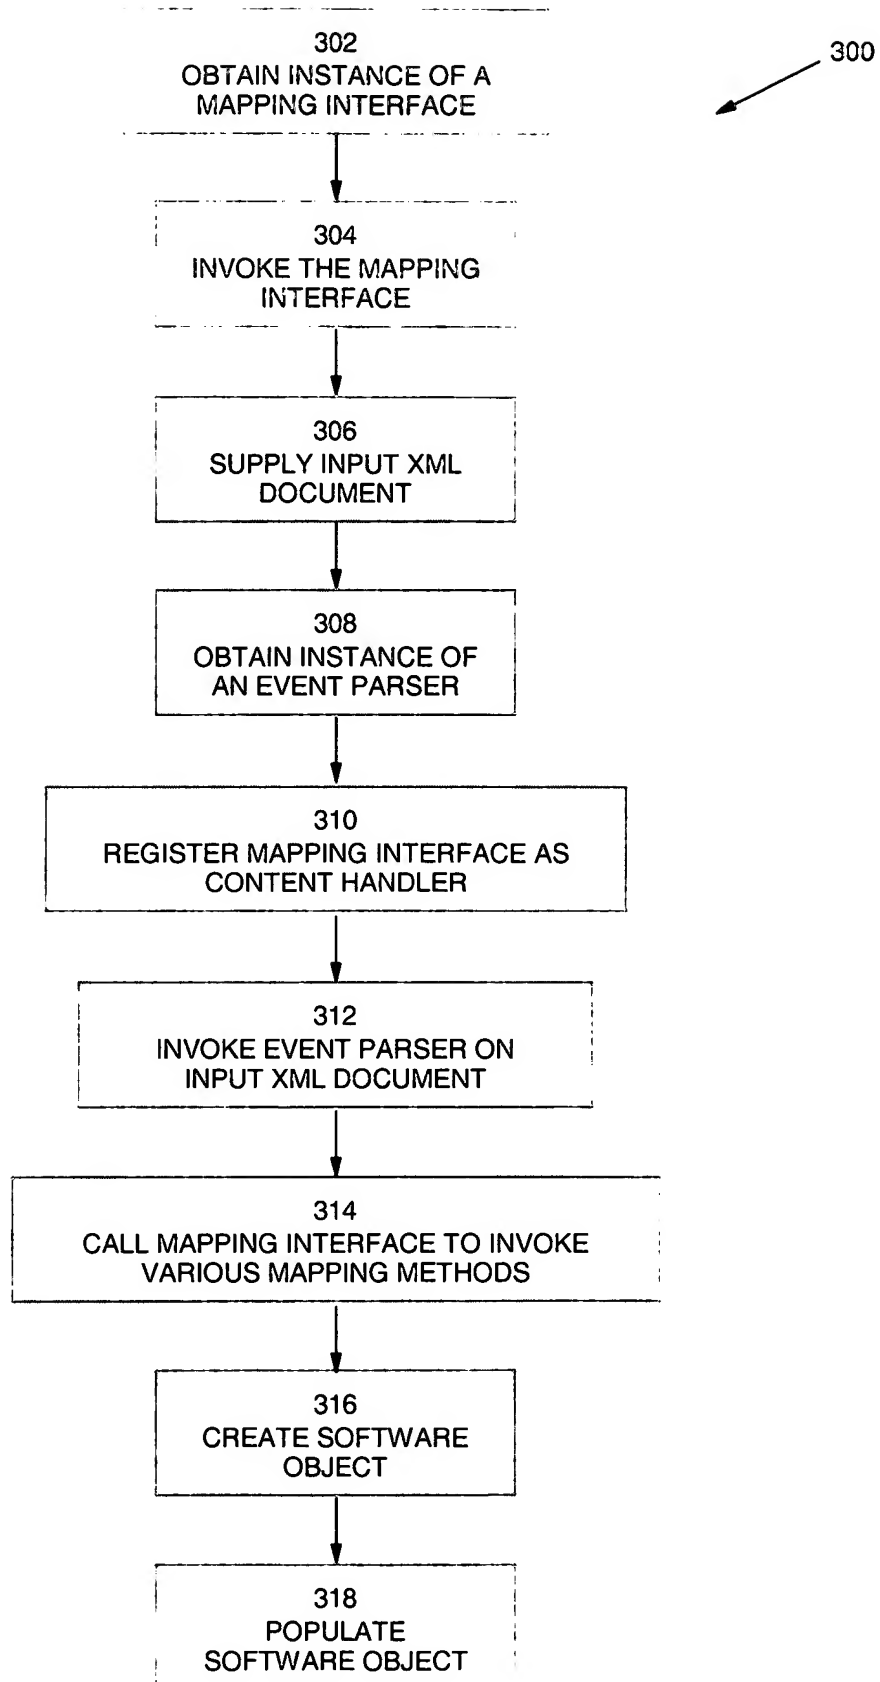 302
OBTAIN INSTANCE OF A
MAPPING INTERFACE
300
304
INVOKE THE MAPPING
INTERFACE
306
SUPPLY INPUT XML
DOCUMENT
308
OBTAIN INSTANCE OF
AN EVENT PARSER
310
REGISTER MAPPING INTERFACE AS
CONTENT HANDLER
312
INVOKE EVENT PARSER ON
INPUT XML DOCUMENT
314
CALL MAPPING INTERFACE TO INVOKE
VARIOUS MAPPING METHODS
316
CREATE SOFTWARE
OBJECT
318
POPULATE
SOFTWARE OBJECT